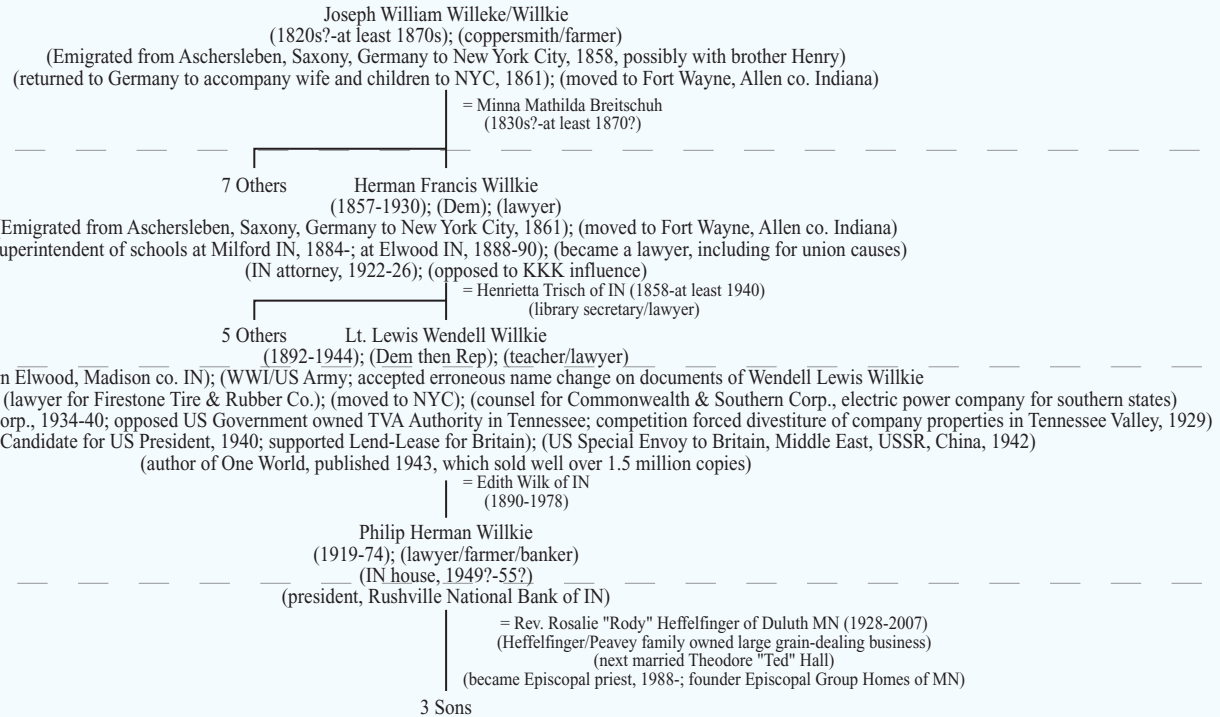 Joseph William Willeke/Willkie
(1820s?-at least 1870s); (coppersmith/farmer)
(Emigrated from Aschersleben, Saxony, Germany to New York City, 1858, possibly with brother Henry)
(returned to Germany to accompany wife and children to NYC, 1861); (moved to Fort Wayne, Allen co. Indiana)
= Minna Mathilda Breitschuh
(1830s?-at least 1870?)
7 Others Herman Francis Willkie
(1857-1930); (Dem); (lawyer)
Emigrated from Aschersleben, Saxony, Germany to New York City, 1861); (moved to Fort Wayne, Allen co. Indiana)
uperintendent of schools at Milford IN, 1884-; at Elwood IN, 1888-90); (became a lawyer, including for union causes)
(IN attorney, 1922-26); (opposed to KKK influence)
= Henrietta Trisch of IN (1858-at least 1940)
(library secretary/lawyer)
5 Others Lt. Lewis Wendell Willkie
(1892-1944); (Dem then Rep); (teacher/lawyer)
n Elwood, Madison co. IN); (WWI/US Army; accepted erroneous name change on documents of Wendell Lewis Willkie
(lawyer for Firestone Tire & Rubber Co.); (moved to NYC); (counsel for Commonwealth & Southern Corp., electric power company for southern states)
orp., 1934-40; opposed US Government owned TVA Authority in Tennessee; competition forced divestiture of company properties in Tennessee Valley, 1929)
Candidate for US President, 1940; supported Lend-Lease for Britain); (US Special Envoy to Britain, Middle East, USSR, China, 1942)
(author of One World, published 1943, which sold well over 1.5 million copies)
= Edith Wilk of IN
(1890-1978)
Philip Herman Willkie
(1919-74); (lawyer/farmer/banker)
(IN house, 1949?-55?)
(president, Rushville National Bank of IN)
= Rev. Rosalie "Rody" Heffelfinger of Duluth MN (1928-2007)
(Heffelfinger/Peavey family owned large grain-dealing business)
(next married Theodore "Ted" Hall)
(became Episcopal priest, 1988-; founder Episcopal Group Homes of MN)
3 Sons